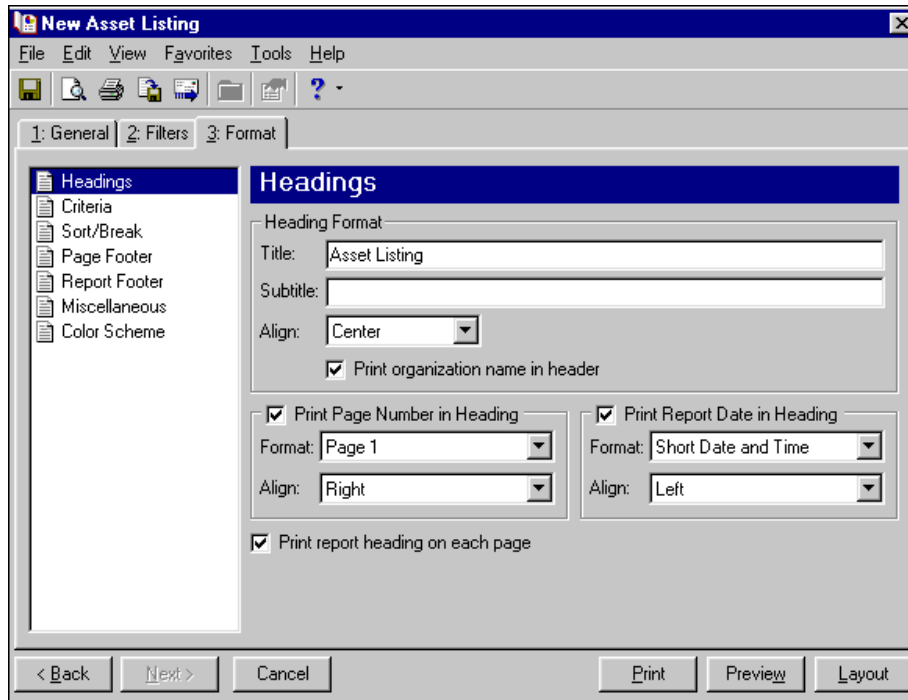 New Asset Listing
File Edit View Favorites Tools Help
?
1: General 2: Filters 3: Format
Headings
Criteria
Sort/Break
Page Footer
Report Footer
Miscellaneous
Color Scheme
Headings
Heading Format
Title: Asset Listing
Subtitle:
Align: Center
Print organization name in header
Print Page Number in Heading Print Report Date in Heading
Format: Page 1 Format: Short Date and Time
Align: Right Align: Left
Print report heading on each page
< Back Next > Cancel Print Preview Layout